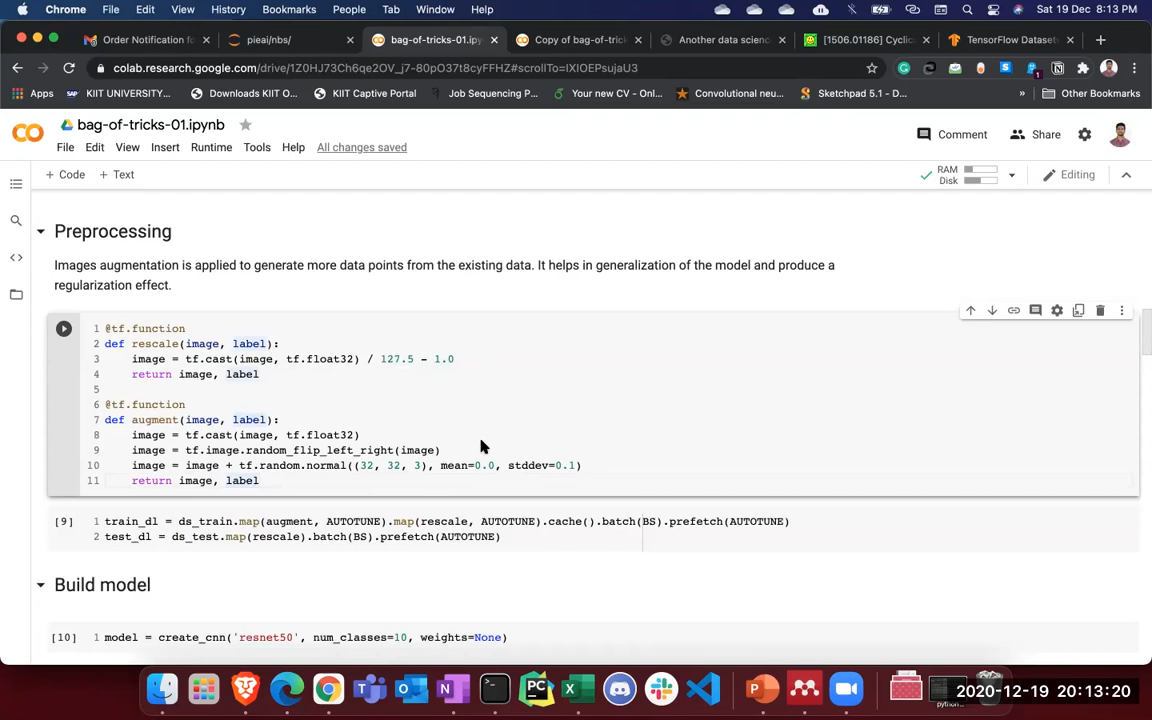 Chrome File Edit View History Bookmarks People Tab Window Help Sat 19 Dec 8:13 PM
Order Notification fo
pieai/nbs/
bag-of-tricks-01.ipy
Copy of bag-of-trick
Another data scienc
[1506.01186] Cyclic
TensorFlow Dataset
colab.research.google.com/drive/1Z0HJ73Ch6qe2OV_j7-80pO37t8cyFFHZ#scrollTo=IXIOEPsujaU3
Apps KIIT UNIVERSITY... Downloads KIIT O... KIIT Captive Portal Job Sequencing P... Your new CV - Onl... Convolutional neu... Sketchpad 5.1 - D... » Other Bookmarks
bag-of-tricks-01.ipynb
Comment Share
File Edit View Insert Runtime Tools Help All changes saved
+ Code + Text
RAM
Disk
Editing
Preprocessing
Images augmentation is applied to generate more data points from the existing data. It helps in generalization of the model and produce a
regularization effect.
1 @tf.function
2 def rescale(image, label):
3 image = tf.cast(image, tf.float32) / 127.5 - 1.0
4 return image, label
5
6 @tf.function
7 def augment(image, label):
8 image = tf.cast(image, tf.float32)
9 image = tf.image.random_flip_left_right(image)
10 image = image + tf.random.normal((32, 32, 3), mean=0.0, stddev=0.1)
11 return image, label
[9] 1 train_dl = ds_train.map(augment, AUTOTUNE).map(rescale, AUTOTUNE).cache().batch(BS).prefetch(AUTOTUNE)
2 test_dl = ds_test.map(rescale).batch(BS).prefetch(AUTOTUNE)
Build model
[10] 1 model = create_cnn('resnet50', num_classes=10, weights=None)
2020-12-19 20:13:20